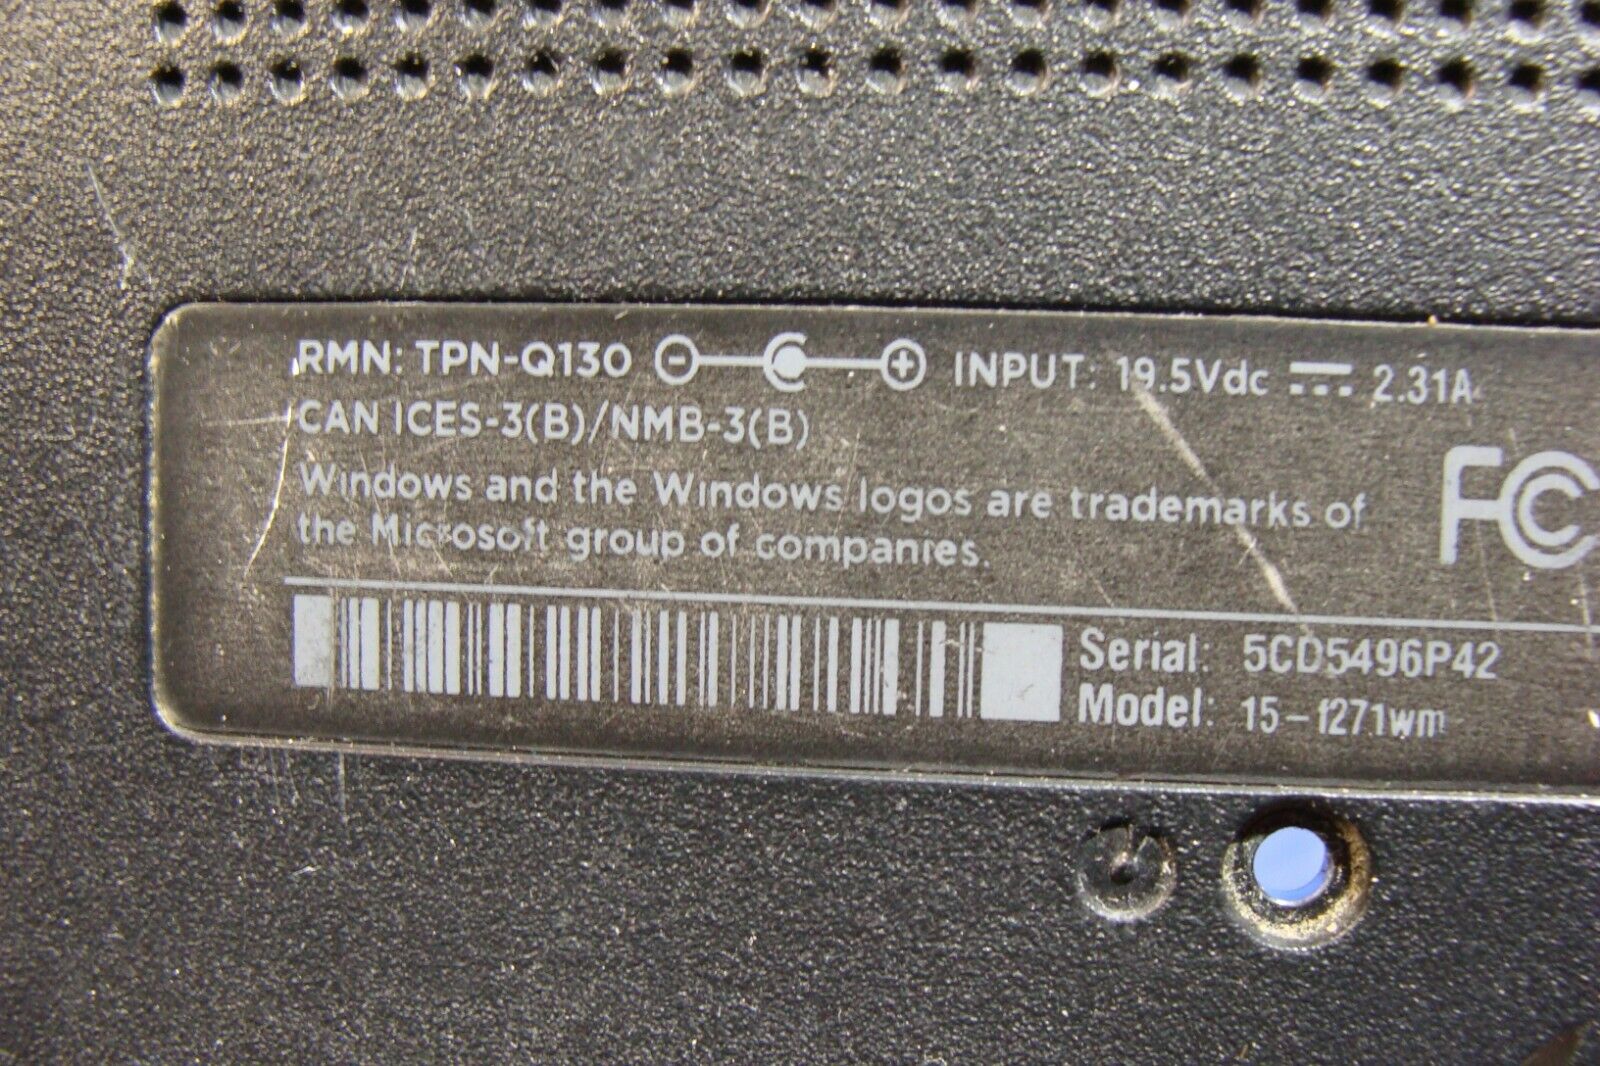 RMN: TPN-Q130 INPUT: 19.5Vdc 2.31A
CAN ICES-3(B)/NMB-3(B)
Windows and the Windows logos are trademarks of
the Microsoft group of companies.
FC
Serial: 5CD5496P42
Model: 15-f271wm